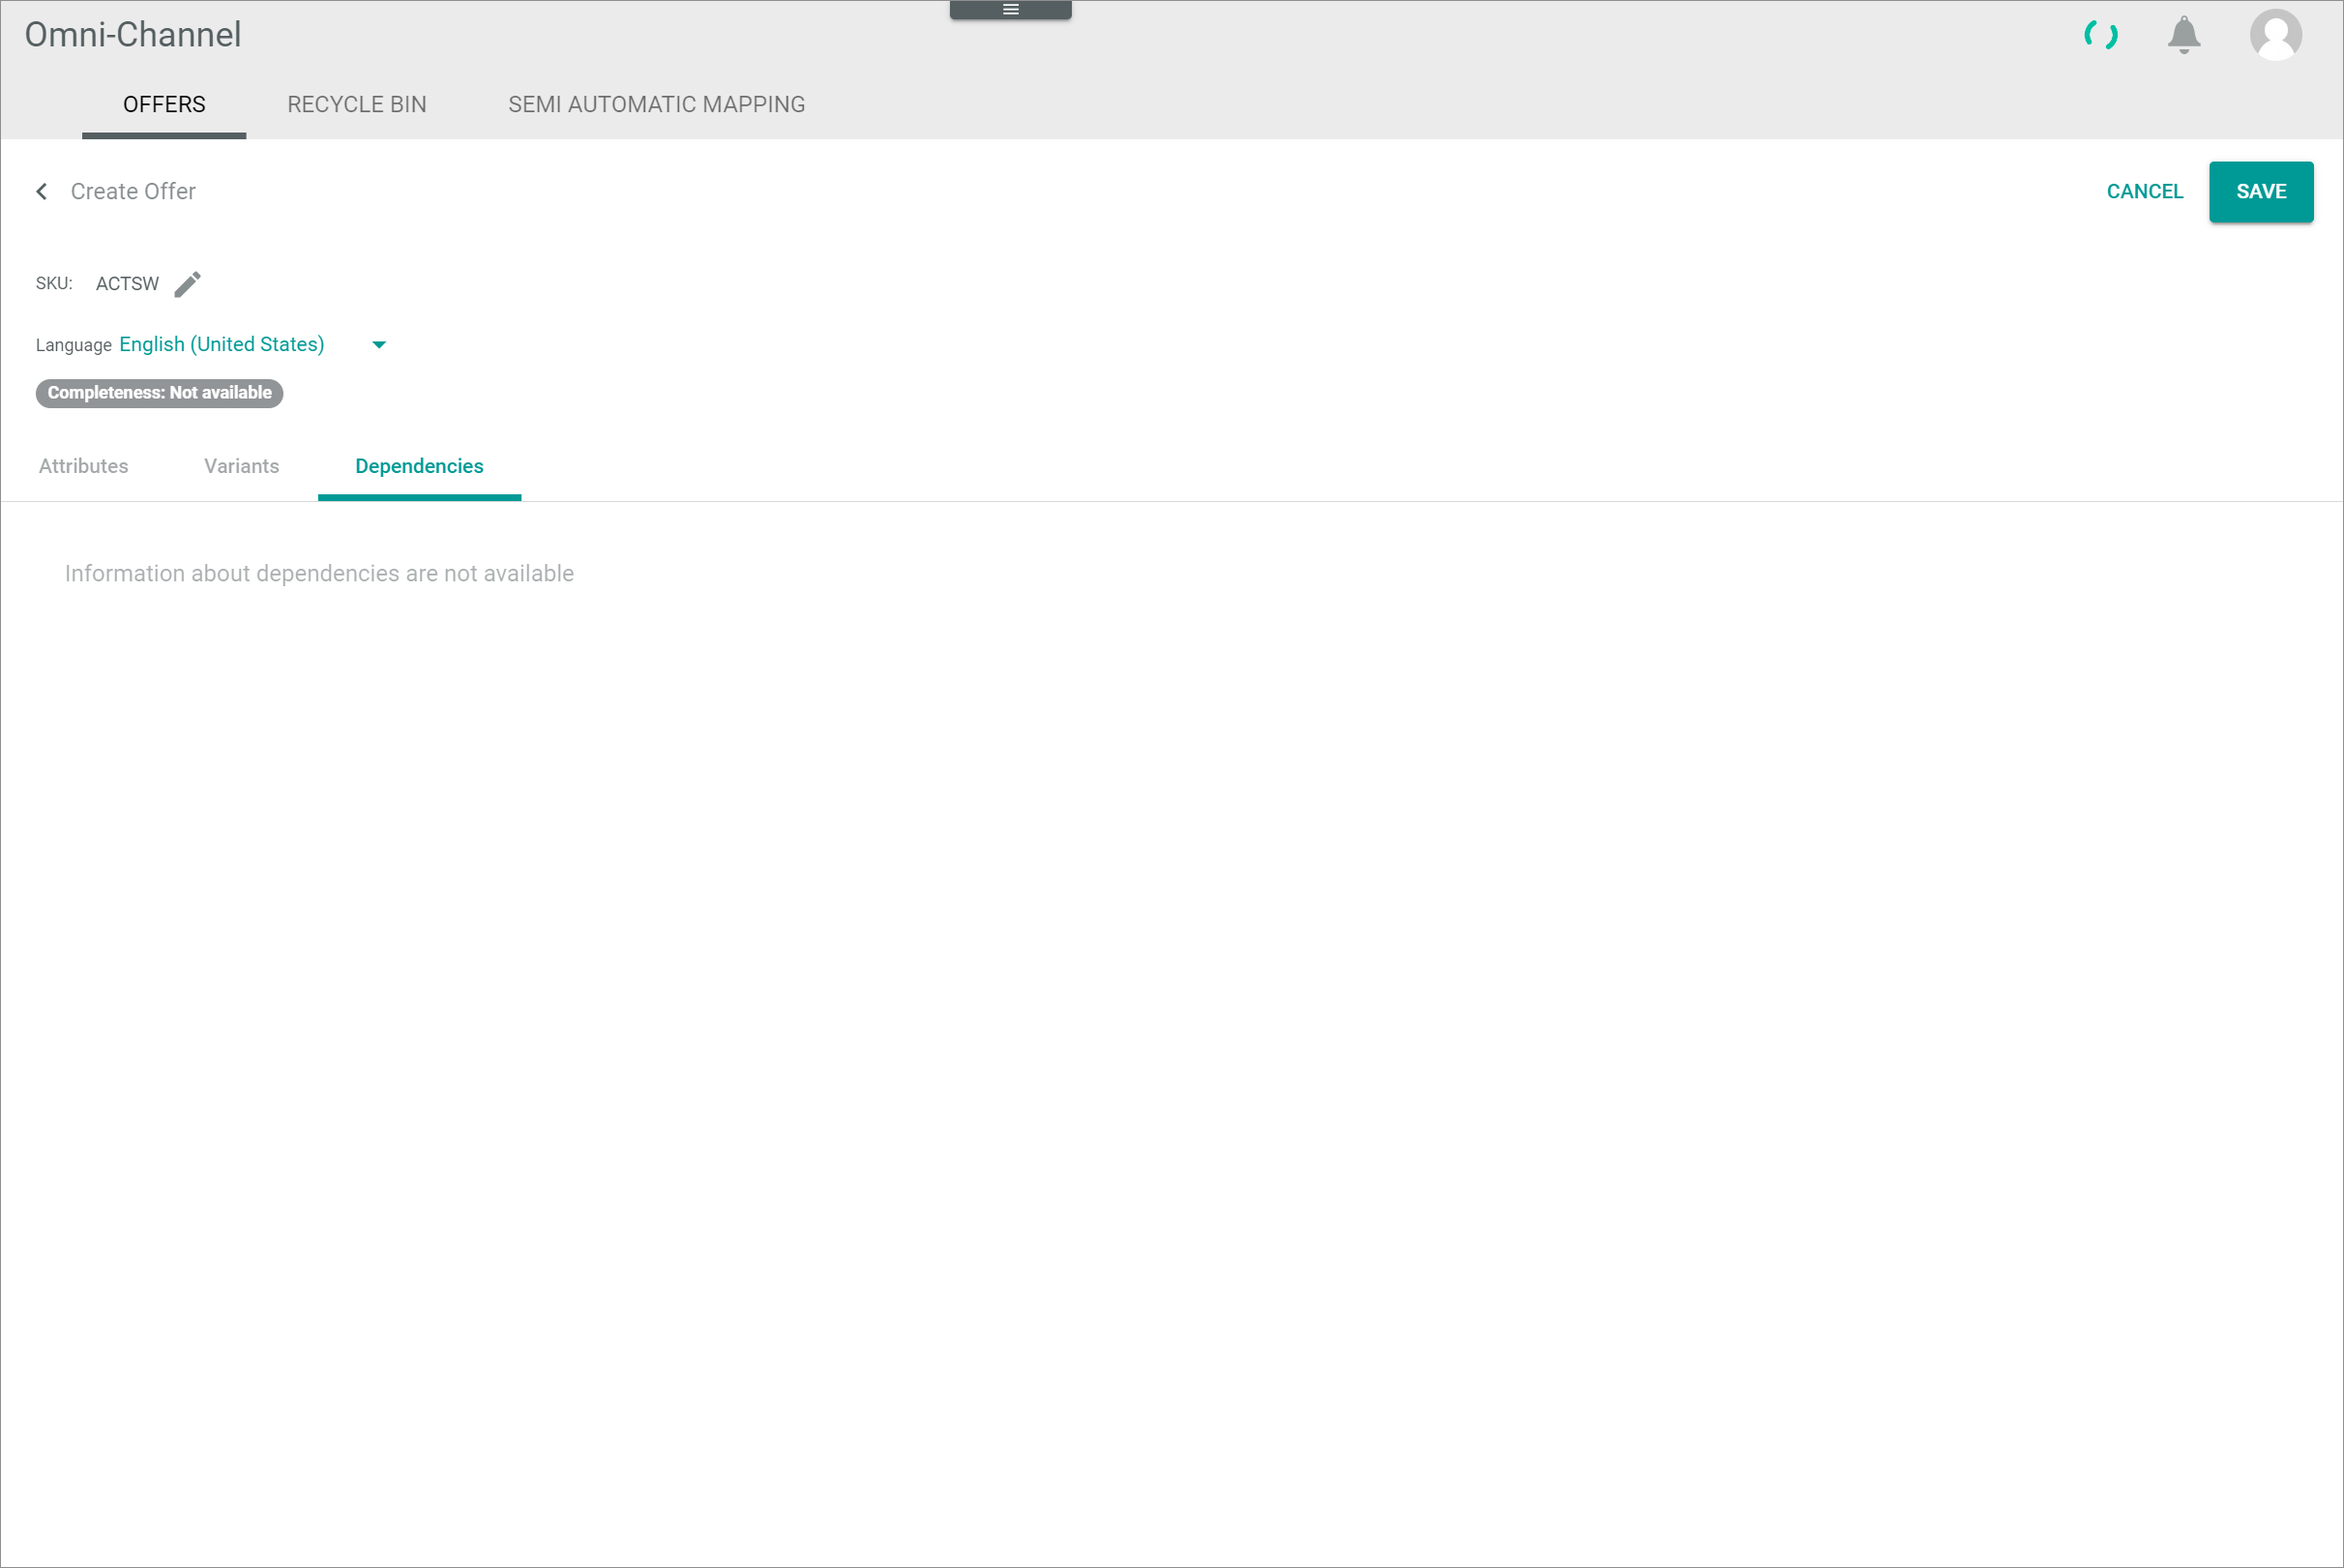 Omni-Channel
OFFERS RECYCLE BIN SEMI AUTOMATIC MAPPING
Create Offer CANCEL SAVE
SKU: ACTSW
Language English (United States)
Completeness: Not available
Attributes Variants Dependencies
Information about dependencies are not available